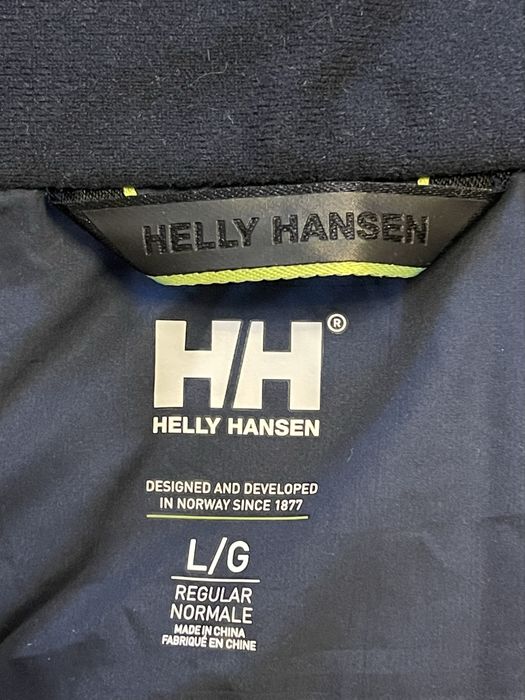 HELLY HANSEN
HH®
HELLY HANSEN
DESIGNED AND DEVELOPED
IN NORWAY SINCE 1877
L/G
REGULAR
NORMALE
MADE IN CHINA
FABRIQUÉ EN CHINE